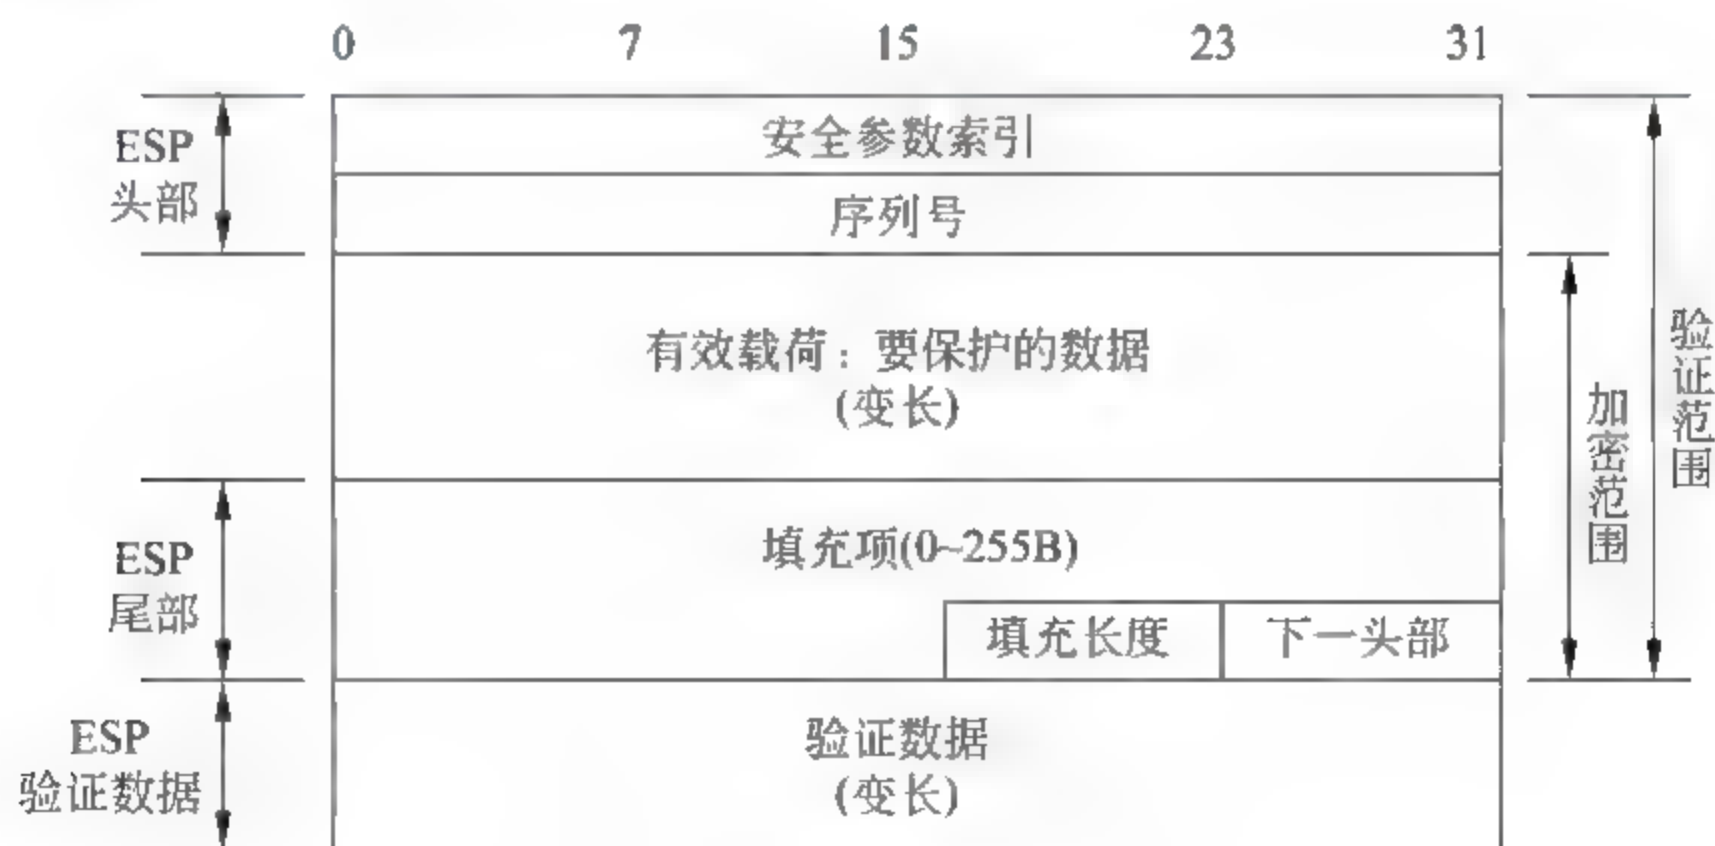 0 7 15 23 31
ESP
头部
安全参数索引
序列号
有效载荷：要保护的数据
(变长)
加密范围
验证范围
ESP
尾部
填充项(0~255B)
填充长度
下一头部
ESP
验证数据
验证数据
(变长)